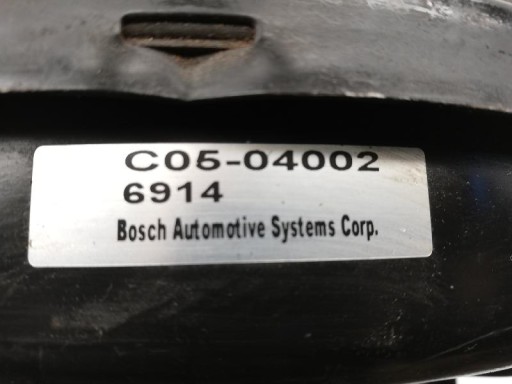 C05-04002
6914
Bosch Automotive Systems Corp.